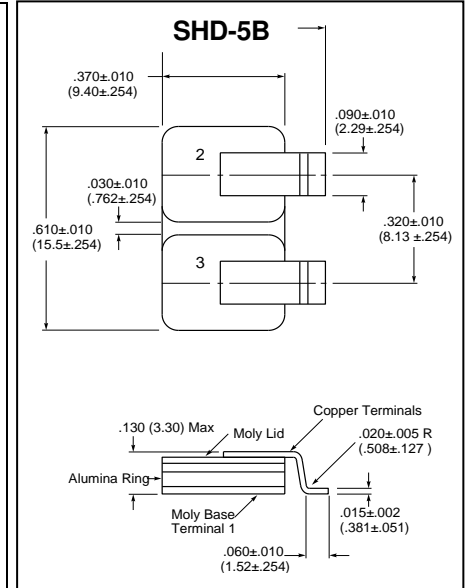 SHD-5B
.370±.010
(9.40±.254)
.090±.010
(2.29±.254)
2
.030±.010
(.762±.254)
.320±.010
(8.13 ±.254)
.610±.010
(15.5±.254)
3
Copper Terminals
.130 (3.30) Max
Moly Lid
.020±.005 R
(.508±.127 )
Alumina Ring
Moly Base
Terminal 1
.015±.002
(.381±.051)
.060±.010
(1.52±.254)